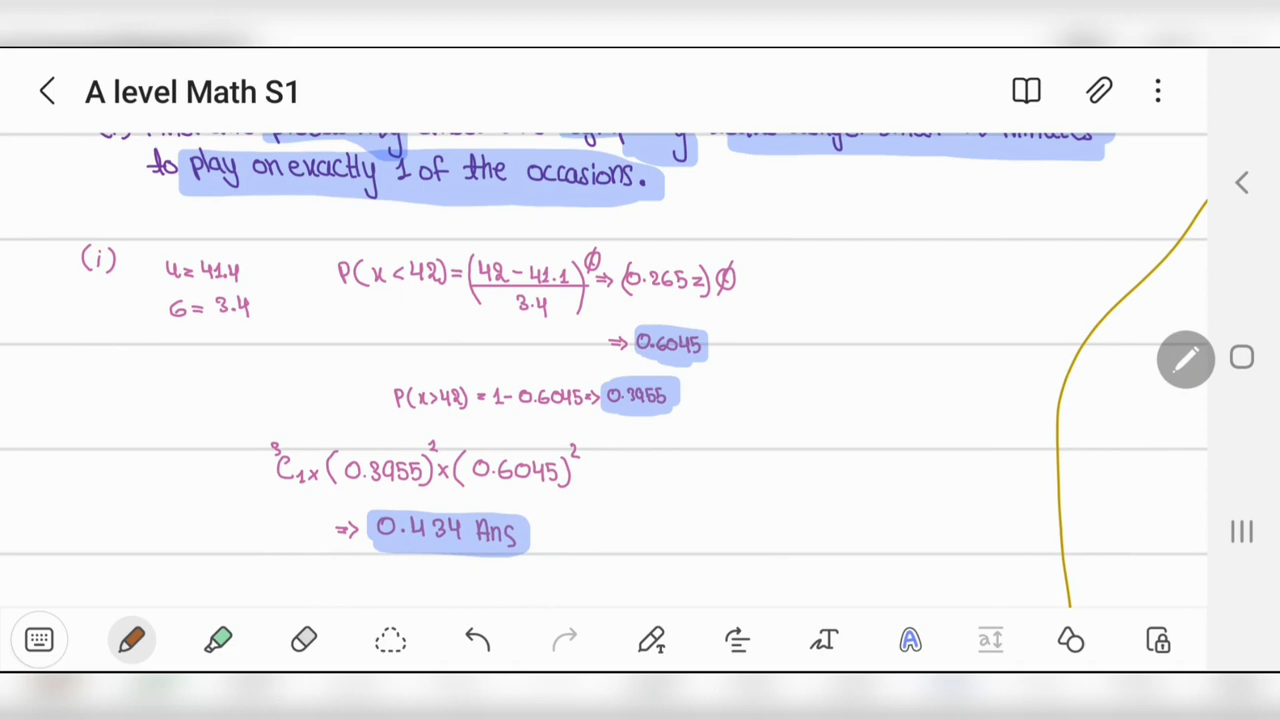 A level Math S1
to play on exactly 1 of the occasions.
(i)
μ = 41.4
σ = 3.4
P(x < 42) = ((42 - 41.1)/3.4)ϕ ⇒ (0.265z)ϕ
⇒ 0.6045
P(x>42) = 1 - 0.6045 ⇒ 0.3955
³C₁ × (0.3955)¹ × (0.6045)²
⇒ 0.434 Ans